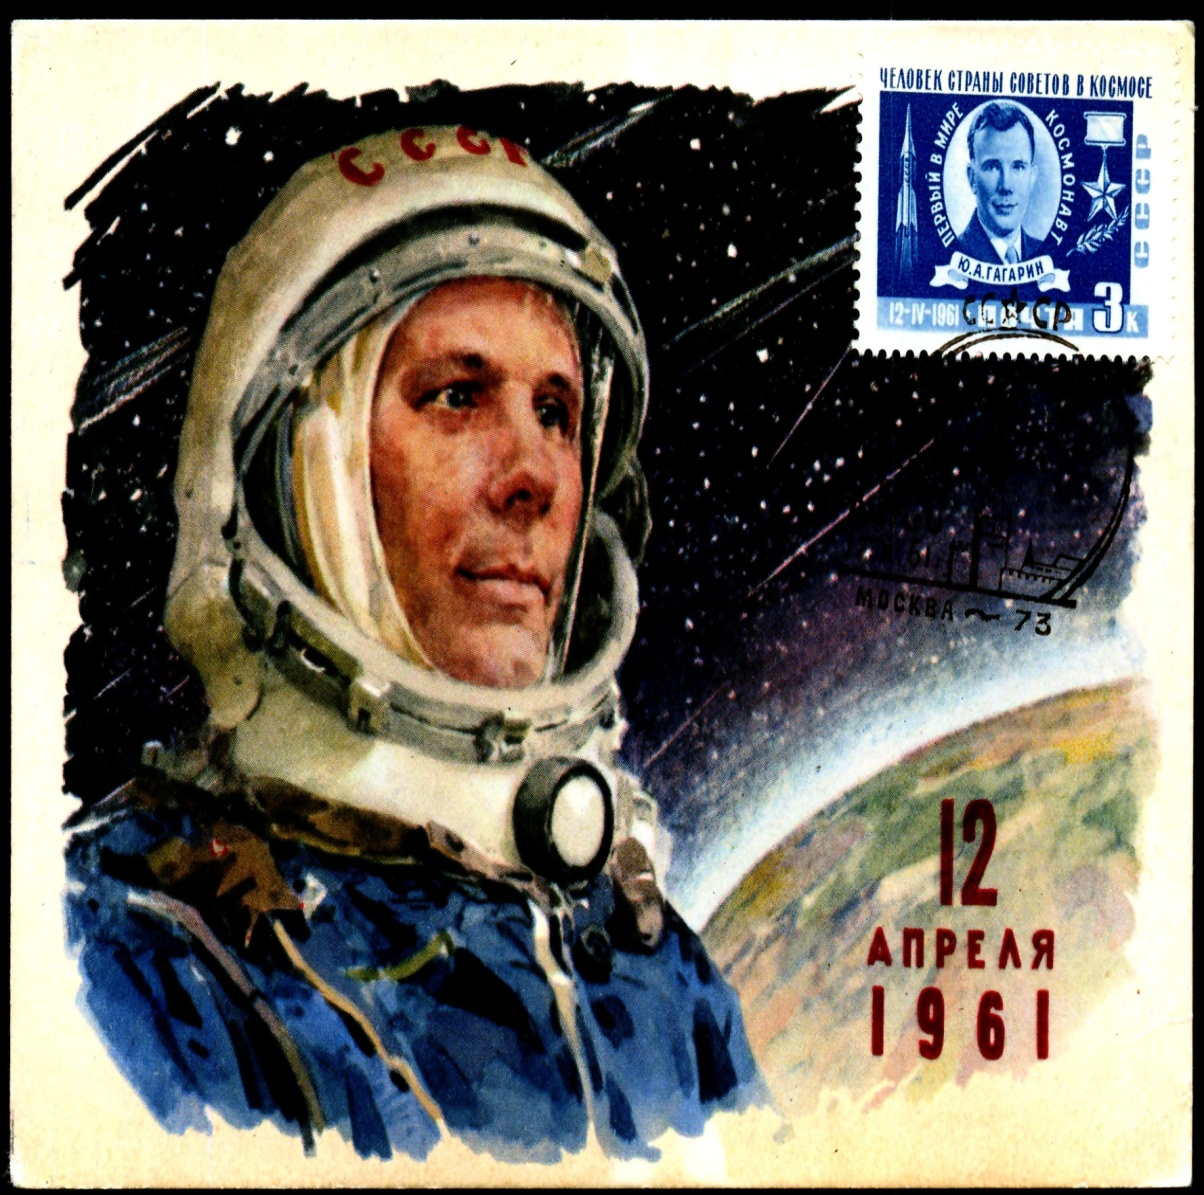 ЧЕЛОВЕК СТРАНЫ СОВЕТОВ В КОСМОСЕ
ПЕРВЫЙ В МИРЕ КОСМОНАВТ
СССР
Ю.А.ГАГАРИН
12-IV-1961 ПОЧТА 3 К
СССР
СССР
МОСКВА ~ 73
12
АПРЕЛЯ
1961